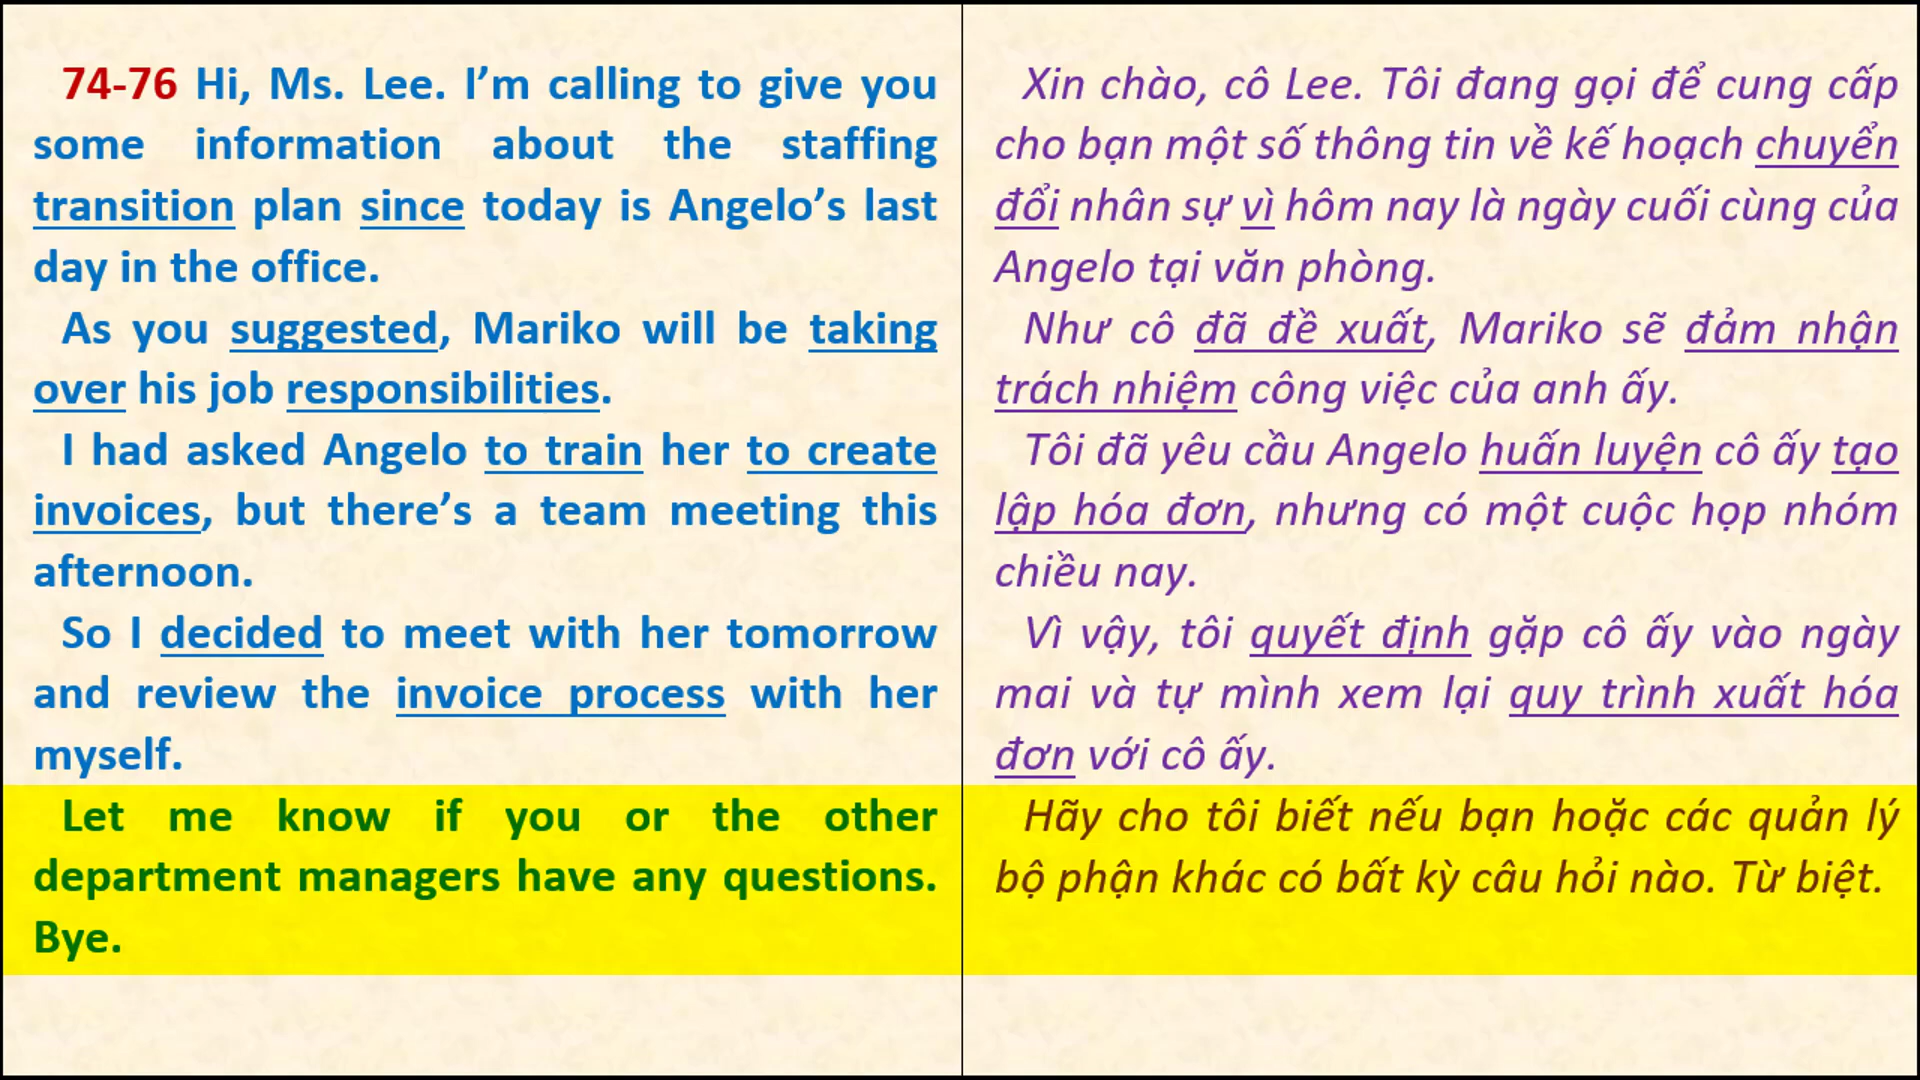 74-76 Hi, Ms. Lee. I’m calling to give you
some information about the staffing
transition plan since today is Angelo’s last
day in the office.
As you suggested, Mariko will be taking
over his job responsibilities.
I had asked Angelo to train her to create
invoices, but there’s a team meeting this
afternoon.
So I decided to meet with her tomorrow
and review the invoice process with her
myself.
Let me know if you or the other
department managers have any questions.
Bye.
Xin chào, cô Lee. Tôi đang gọi để cung cấp
cho bạn một số thông tin về kế hoạch chuyển
đổi nhân sự vì hôm nay là ngày cuối cùng của
Angelo tại văn phòng.
Như cô đã đề xuất, Mariko sẽ đảm nhận
trách nhiệm công việc của anh ấy.
Tôi đã yêu cầu Angelo huấn luyện cô ấy tạo
lập hóa đơn, nhưng có một cuộc họp nhóm
chiều nay.
Vì vậy, tôi quyết định gặp cô ấy vào ngày
mai và tự mình xem lại quy trình xuất hóa
đơn với cô ấy.
Hãy cho tôi biết nếu bạn hoặc các quản lý
bộ phận khác có bất kỳ câu hỏi nào. Từ biệt.